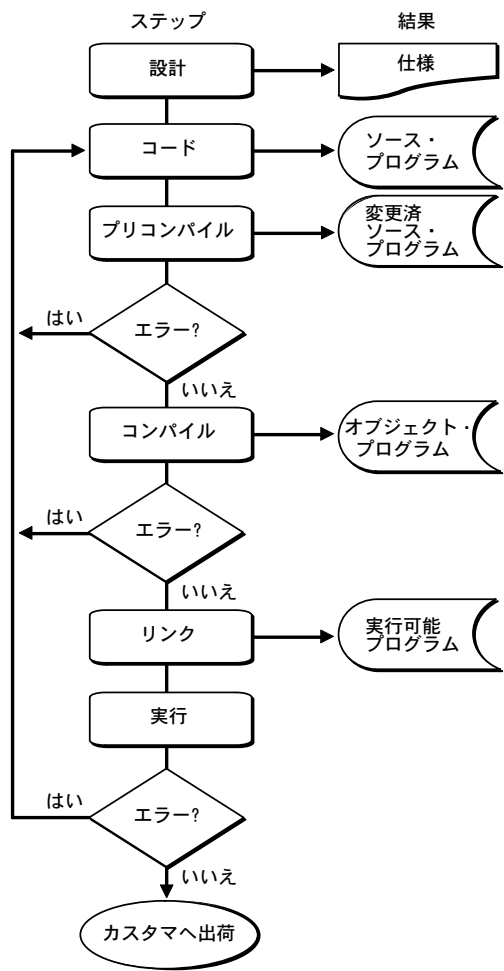 ステップ
結果
設計
仕様
コード
ソース・
プログラム
プリコンパイル
変更済
ソース・
プログラム
エラー?
はい
いいえ
コンパイル
オブジェクト・
プログラム
エラー?
はい
いいえ
リンク
実行可能
プログラム
実行
エラー?
はい
いいえ
カスタマへ出荷